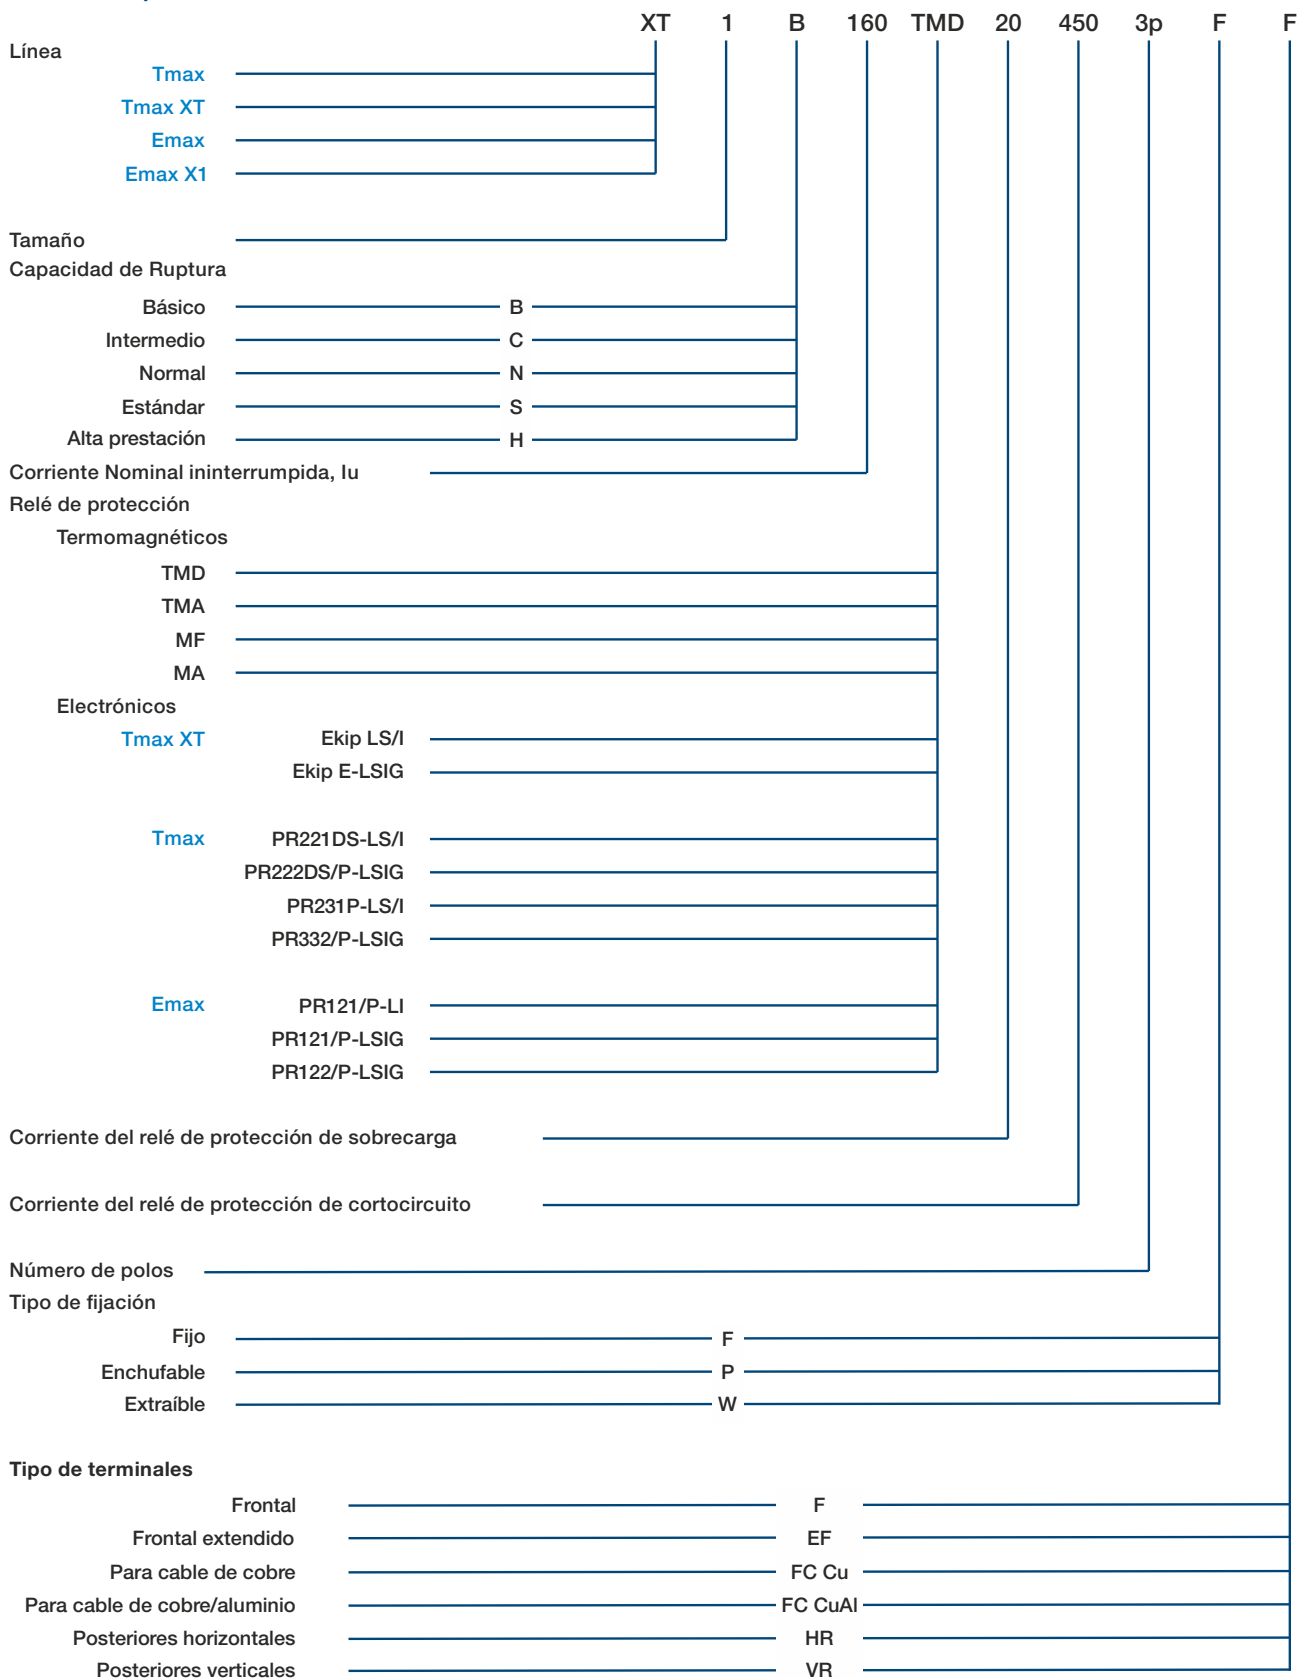 XT 1 B 160 TMD 20 450 3p F F
Línea
Tmax
Tmax XT
Emax
Emax X1
Tamaño
Capacidad de Ruptura
Básico B
Intermedio C
Normal N
Estándar S
Alta prestación H
Corriente Nominal ininterrumpida, Iu
Relé de protección
Termomagnéticos
TMD
TMA
MF
MA
Electrónicos
Tmax XT Ekip LS/I
Ekip E-LSIG
Tmax PR221DS-LS/I
PR222DS/P-LSIG
PR231P-LS/I
PR332/P-LSIG
Emax PR121/P-LI
PR121/P-LSIG
PR122/P-LSIG
Corriente del relé de protección de sobrecarga
Corriente del relé de protección de cortocircuito
Número de polos
Tipo de fijación
Fijo F
Enchufable P
Extraíble W
Tipo de terminales
Frontal F
Frontal extendido EF
Para cable de cobre FC Cu
Para cable de cobre/aluminio FC CuAl
Posteriores horizontales HR
Posteriores verticales VR